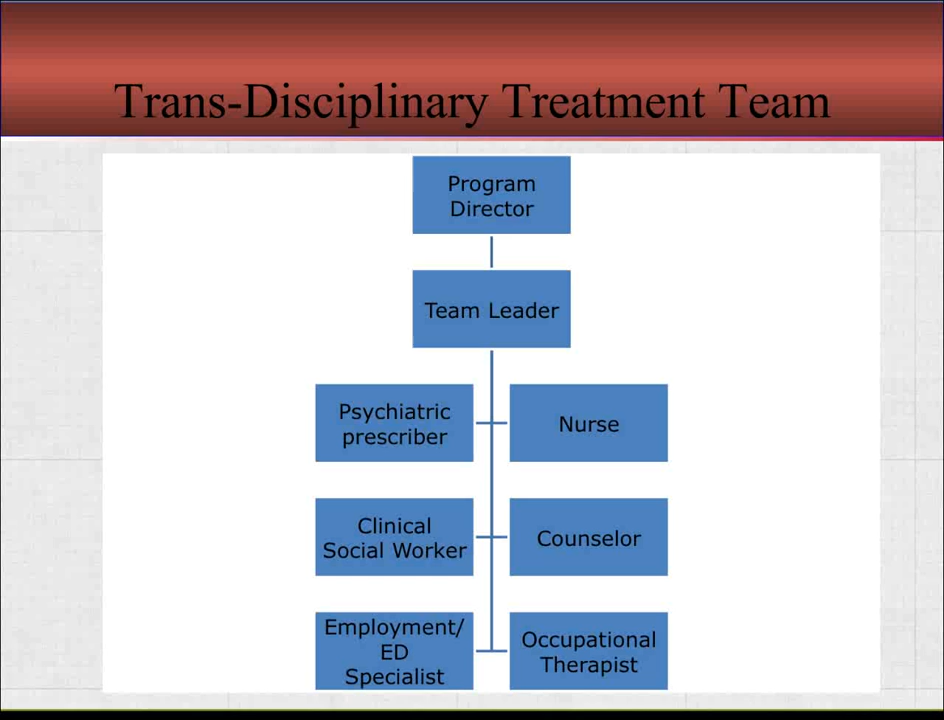 Trans-Disciplinary Treatment Team
Program
Director
Team Leader
Psychiatric
prescriber
Nurse
Clinical
Social Worker
Counselor
Employment/
ED
Specialist
Occupational
Therapist